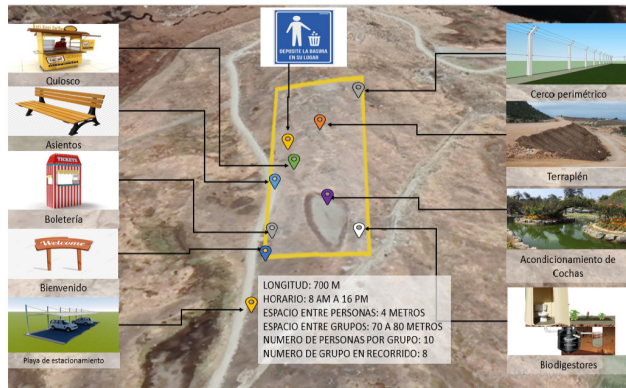 DEPOSITE LA BASURA
EN SU LUGAR
Quiosco
Asientos
TICKETS
Boletería
Welcome
Bienvenido
Playa de estacionamiento
Cerco perimétrico
Terraplén
Acondicionamiento de
Cochas
Biodigestores
LONGITUD: 700 M
HORARIO: 8 AM A 16 PM
ESPACIO ENTRE PERSONAS: 4 METROS
ESPACIO ENTRE GRUPOS: 70 A 80 METROS
NUMERO DE PERSONAS POR GRUPO: 10
NUMERO DE GRUPO EN RECORRIDO: 8